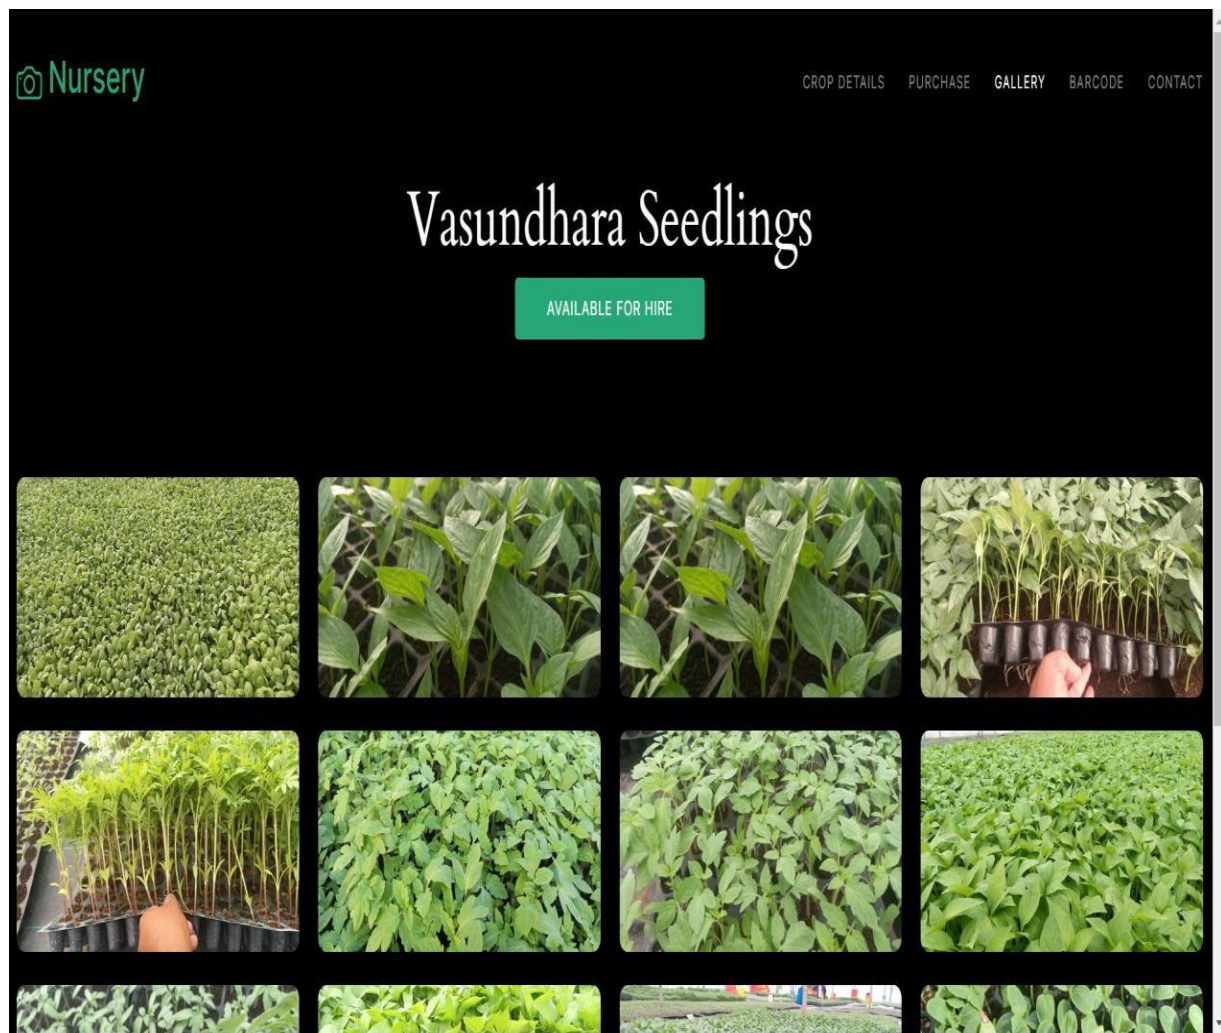 Nursery
CROP DETAILS PURCHASE GALLERY BARCODE CONTACT
Vasundhara Seedlings
AVAILABLE FOR HIRE